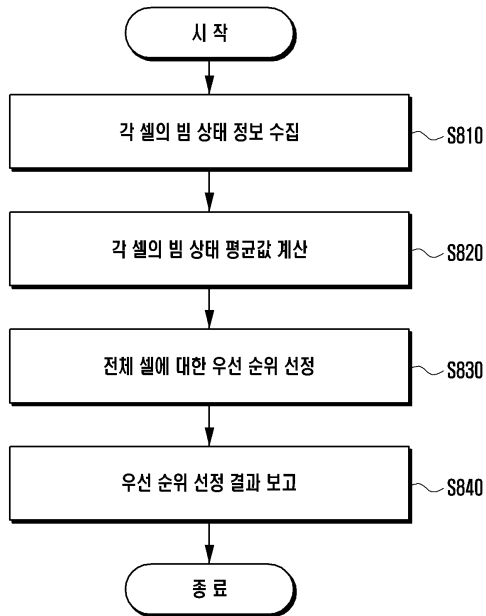 시 작
각 셀의 빔 상태 정보 수집
S810
각 셀의 빔 상태 평균값 계산
S820
전체 셀에 대한 우선 순위 선정
S830
우선 순위 선정 결과 보고
S840
종 료